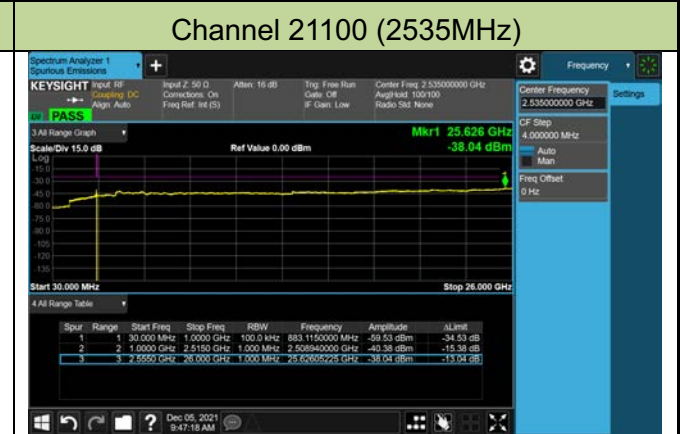 Channel 21100 (2535MHz)
Spectrum Analyzer 1
Spurious Emissions
+
Frequency
KEYSIGHT Input: RF Input Z: 50 Ω Atten: 16 dB Trig: Free Run Center Freq: 2.535000000 GHz
Coupling: DC Corrections: On Gate: Off Avg|Hold: 100/100
Align: Auto Freq Ref: Int (S) IF Gain: Low Radio Std: None
PASS
Center Frequency
2.535000000 GHz
Settings
CF Step
4.000000 MHz
Auto
Man
Freq Offset
0 Hz
3 All Range Graph
Mkr1 25.626 GHz
Scale/Div 15.0 dB Ref Value 0.00 dBm -38.04 dBm
Log
-15.0
-30.0
-45.0
-60.0
-75.0
-90.0
-105
-120
-135
1
Start 30.000 MHz Stop 26.000 GHz
4 All Range Table
Spur Range Start Freq Stop Freq RBW Frequency Amplitude ΔLimit
1 1 30.000 MHz 1.0000 GHz 100.0 kHz 883.1150000 MHz -59.53 dBm -34.53 dB
2 2 1.0000 GHz 2.5150 GHz 1.000 MHz 2.508940000 GHz -40.38 dBm -15.38 dB
3 3 2.5550 GHz 26.000 GHz 1.000 MHz 25.62605225 GHz -38.04 dBm -13.04 dB
? Dec 05, 2021
9:47:18 AM